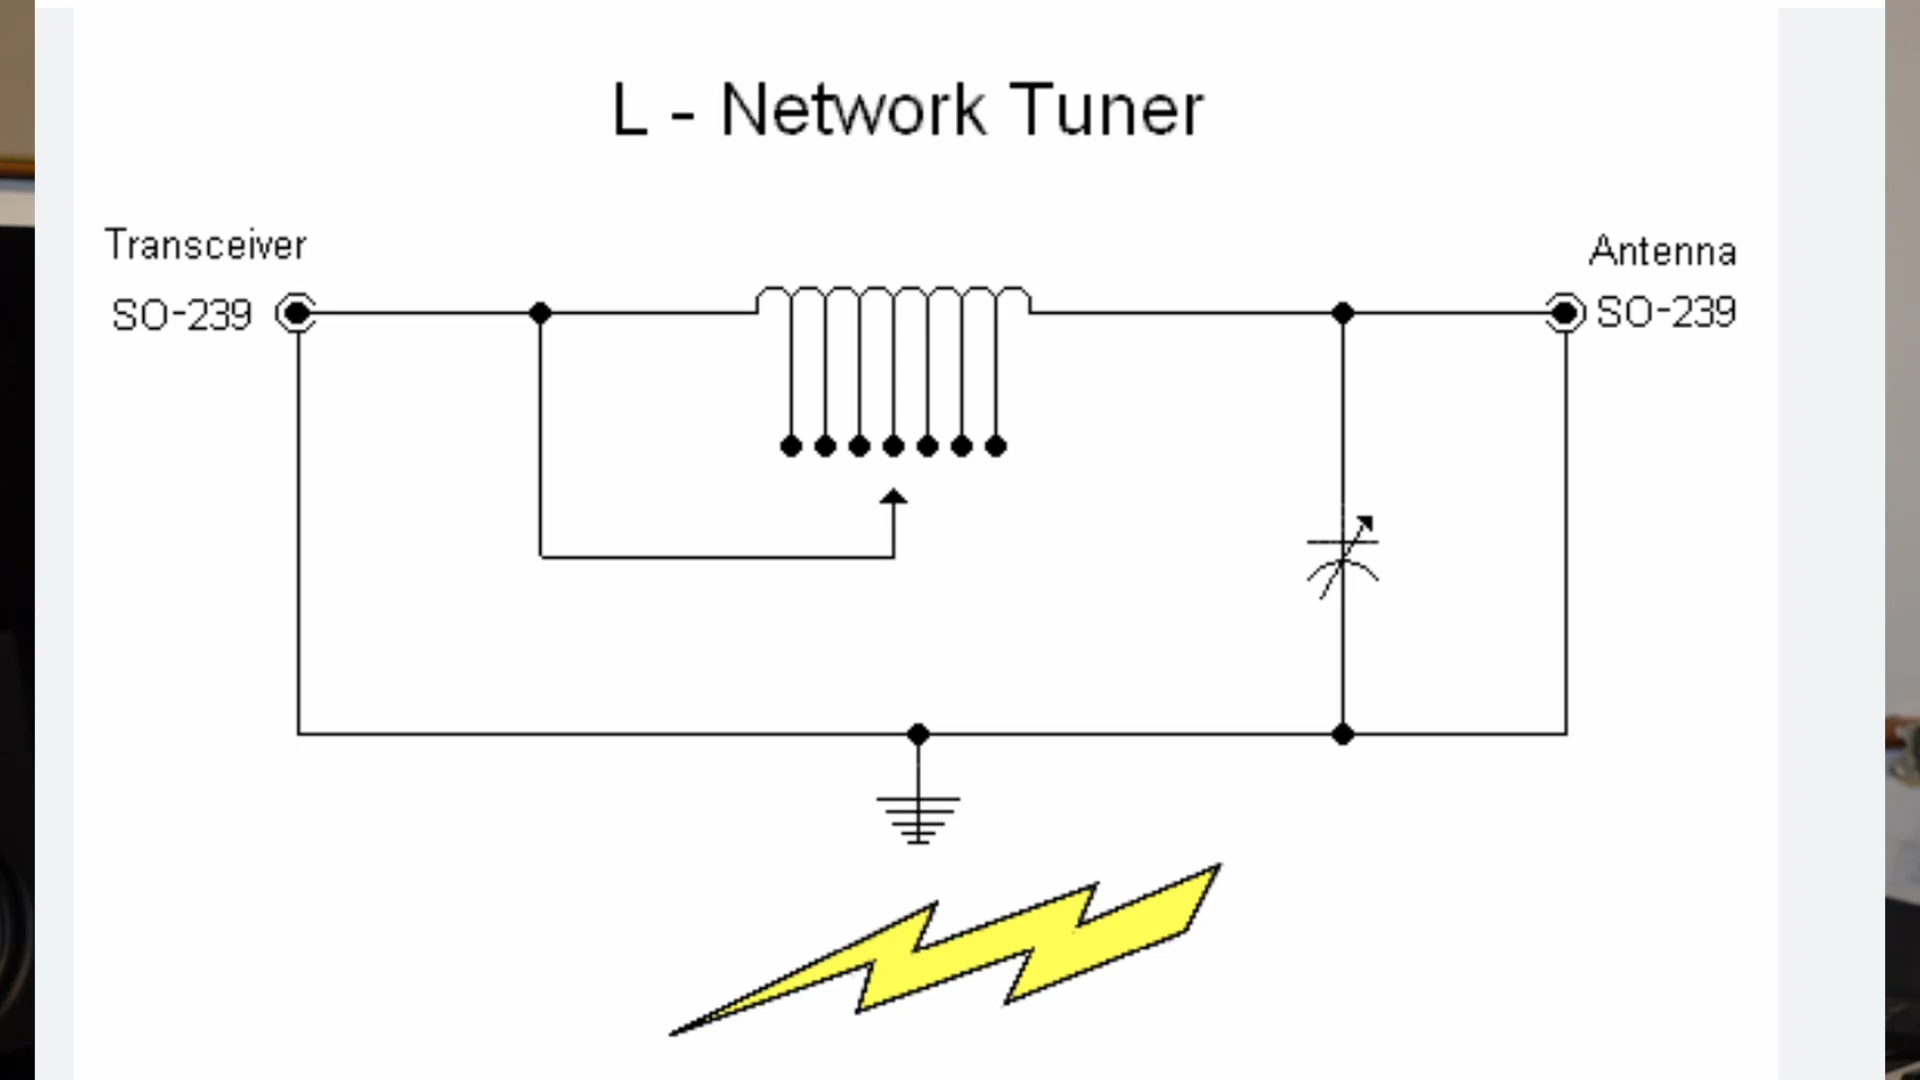 L - Network Tuner
Transceiver
SO-239
Antenna
SO-239